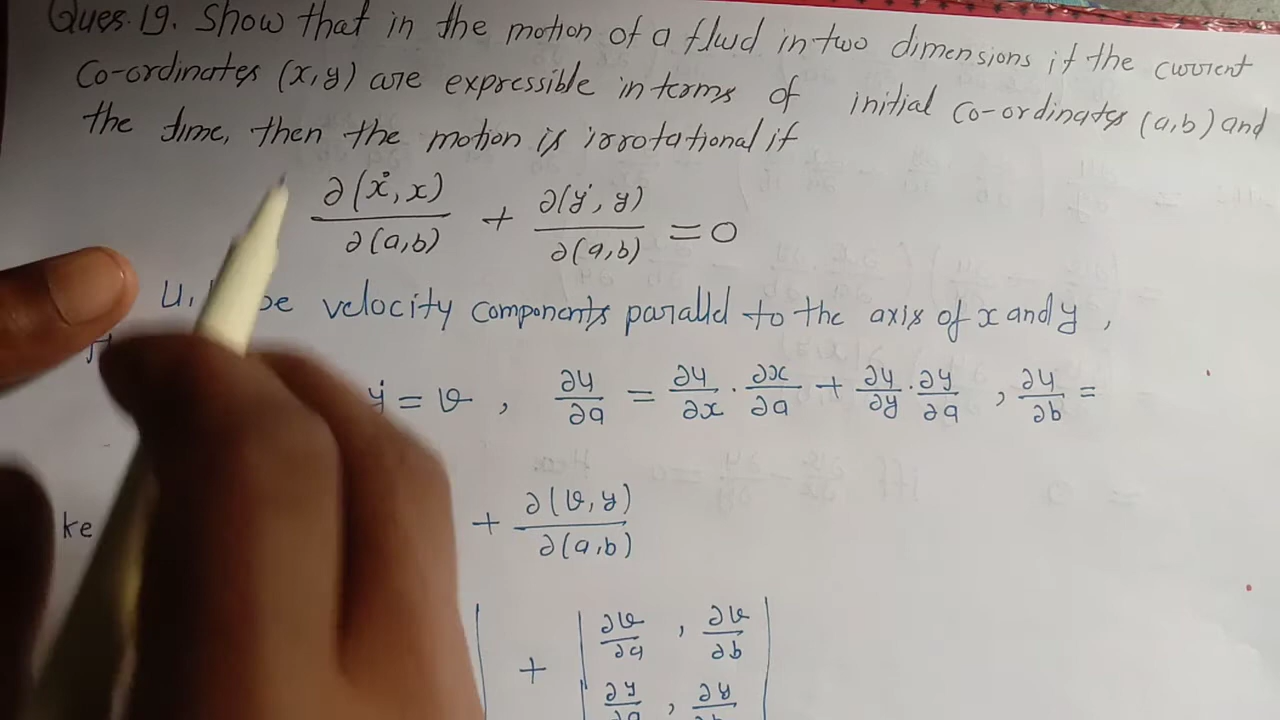 Ques. 19. Show that in the motion of a fluid in two dimensions if the current
Co-ordinates (x,y) are expressible in terms of initial co-ordinates (a,b) and
the time, then the motion is irrotational if
∂(ẋ, x)/∂(a,b) + ∂(ẏ, y)/∂(a,b) = 0
u, be velocity components parallel to the axis of x and y,
ẏ = v , ∂u/∂a = ∂u/∂x · ∂x/∂a + ∂u/∂y · ∂y/∂a , ∂u/∂b =
ke + ∂(v, y)/∂(a,b)
| + | ∂v/∂a , ∂v/∂b |
∂y/∂a , ∂y